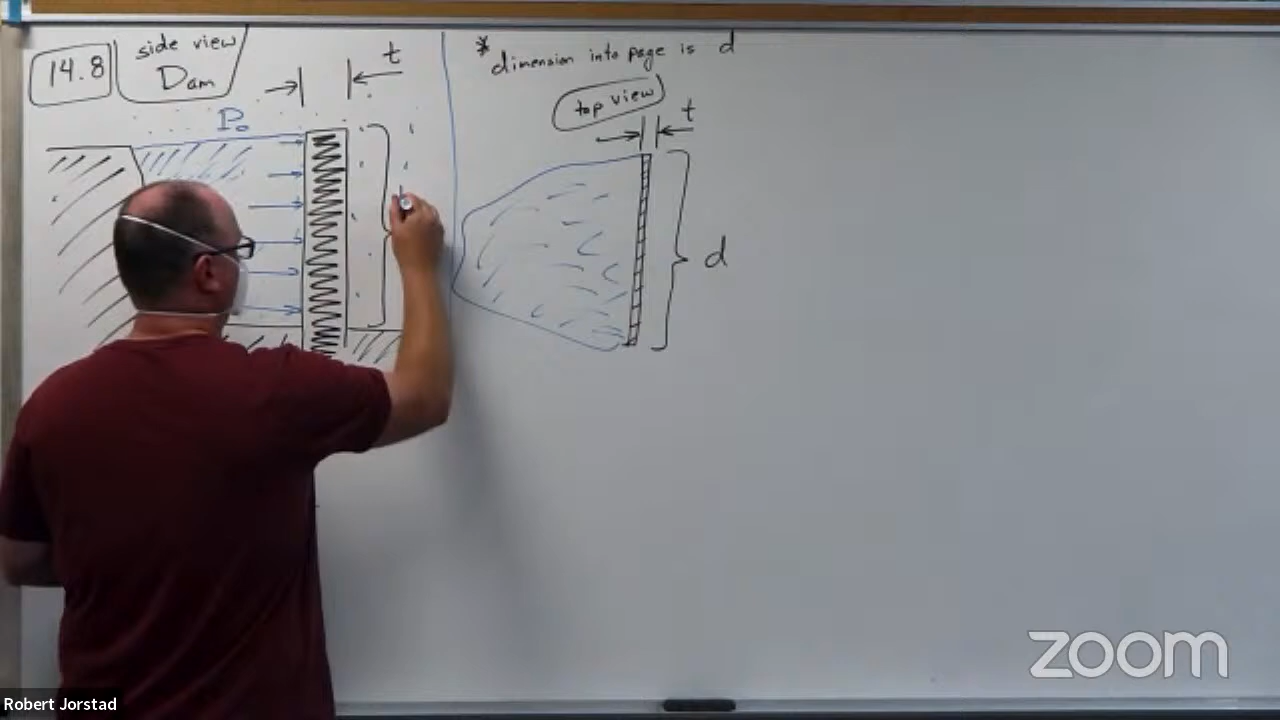 14.8
side view
Dam
t
P₀
* dimension into page is d
top view
t
d
zoom
Robert Jorstad